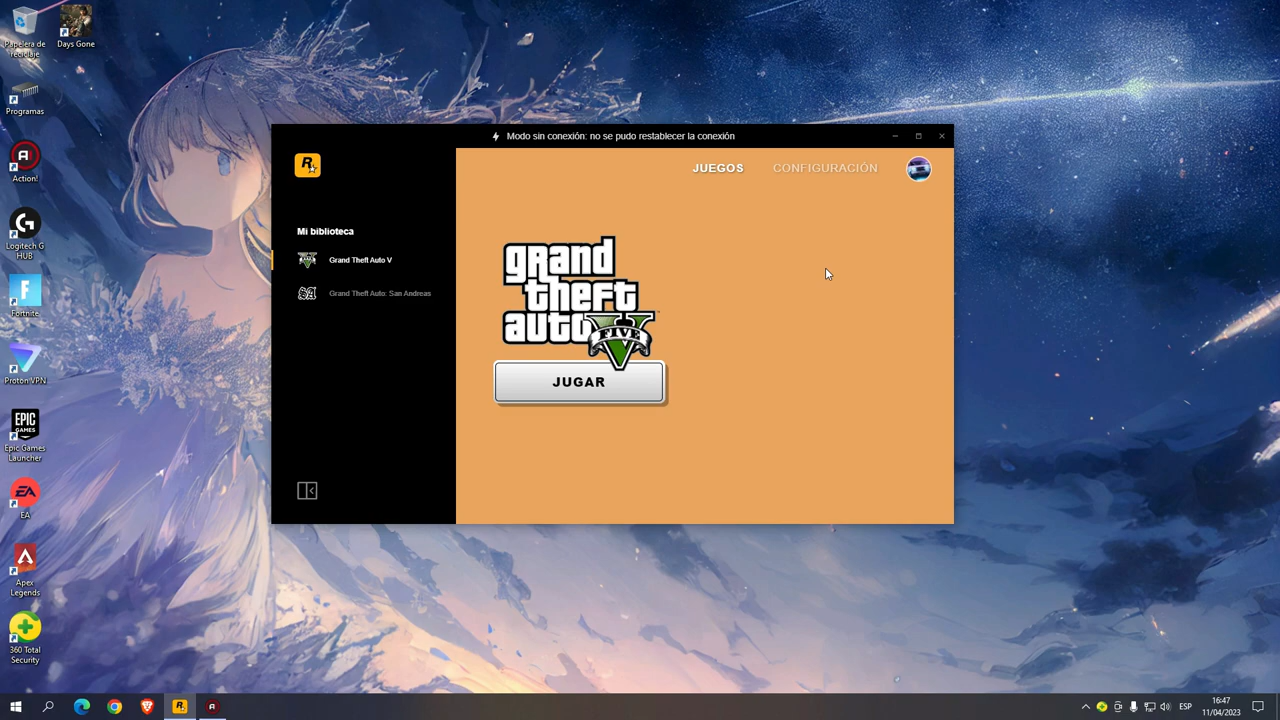 Papelera de
reciclaje
Days Gone
Programas
Action!
Logitech G
HUB
Fortnite
Proton VPN
EPIC
GAMES
Epic Games
Launcher
EA
EA
Apex
Legends
360 Total
Security
Modo sin conexión: no se pudo restablecer la conexión
R
JUEGOS
CONFIGURACIÓN
Mi biblioteca
Grand Theft Auto V
SA
Grand Theft Auto: San Andreas
grand
theft
auto
V
FIVE
JUGAR
ESP
16:47
11/04/2023